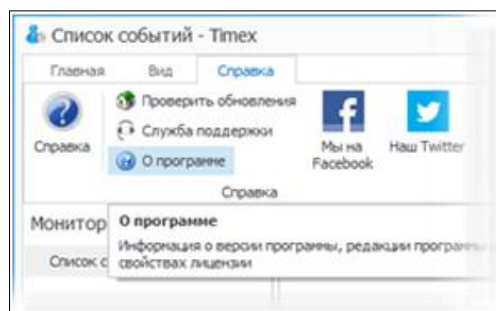 Список событий - Timex
Главная Вид Справка
Справка
Проверить обновления
Служба поддержки
О программе
Мы на
Facebook
Наш Twitter
Справка
Монитор
О программе
Информация о версии программы, редакции программы
свойствах лицензии
Список с